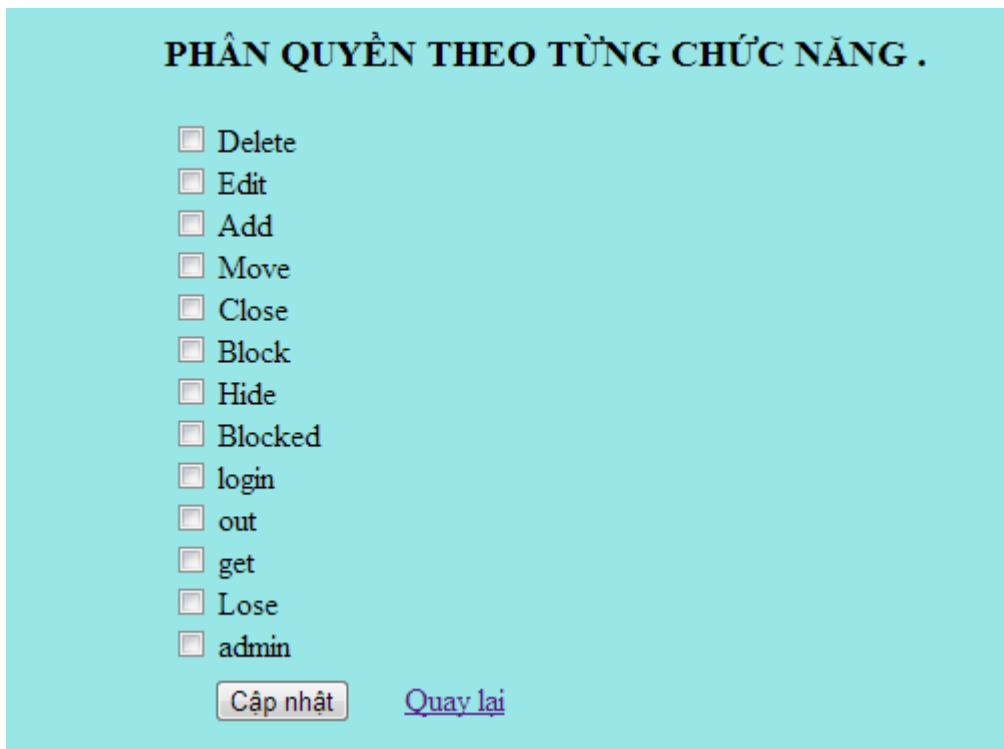 PHÂN QUYỀN THEO TỪNG CHỨC NĂNG .
Delete
Edit
Add
Move
Close
Block
Hide
Blocked
login
out
get
Lose
admin
Cập nhật Quay lại